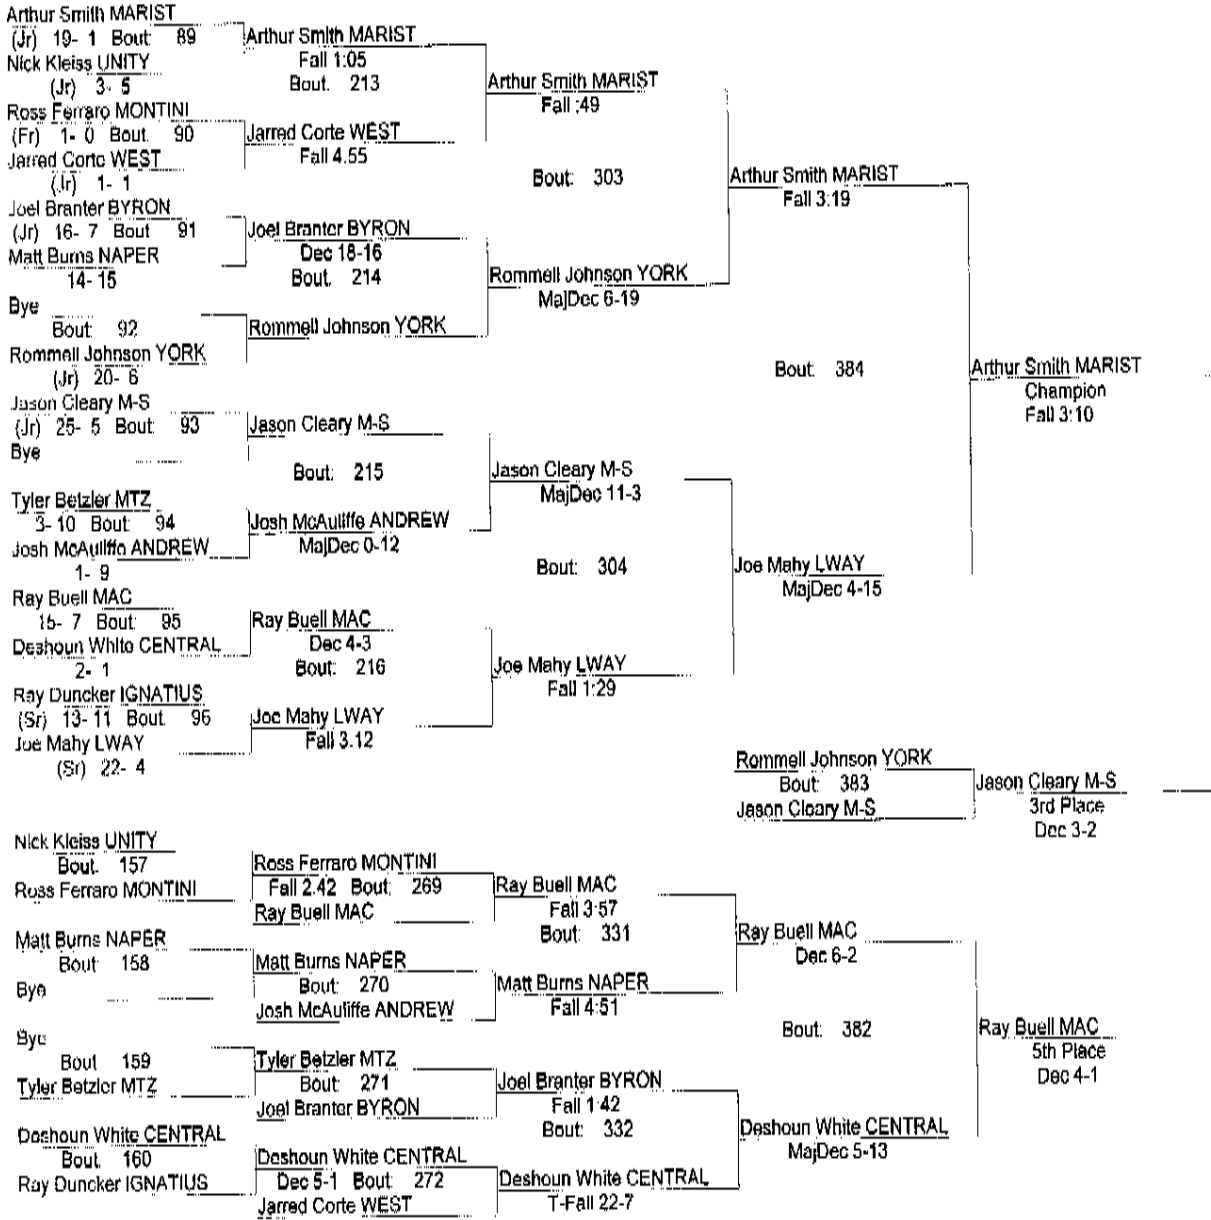 Arthur Smith MARIST
(Jr) 19- 1 Bout: 89
Nick Kleiss UNITY
(Jr) 3- 5
Ross Ferraro MONTINI
(Fr) 1- 0 Bout. 90
Jarred Corte WEST
(Jr) 1- 1
Joel Branter BYRON
(Jr) 16- 7 Bout 91
Matt Burns NAPER
14- 15
Bye
Bout: 92
Rommell Johnson YORK
(Jr) 20- 6
Jason Cleary M-S
(Jr) 25- 5 Bout: 93
Bye
Tyler Betzler MTZ
3- 10 Bout: 94
Josh McAuliffe ANDREW
1- 9
Ray Buell MAC
15- 7 Bout: 95
Deshoun White CENTRAL
2- 1
Ray Duncker IGNATIUS
(Sr) 13- 11 Bout. 96
Joe Mahy LWAY
(Sr) 22- 4
Arthur Smith MARIST
Fall 1:05
Bout. 213
Jarred Corte WEST
Fall 4.55
Joel Branter BYRON
Dec 18-16
Bout. 214
Rommell Johnson YORK
Jason Cleary M-S
Bout: 215
Josh McAuliffe ANDREW
MajDec 0-12
Ray Buell MAC
Dec 4-3
Bout: 216
Joe Mahy LWAY
Fall 3.12
Arthur Smith MARIST
Fall :49
Bout: 303
Rommell Johnson YORK
MajDec 6-19
Jason Cleary M-S
MajDec 11-3
Bout: 304
Joe Mahy LWAY
Fall 1:29
Arthur Smith MARIST
Fall 3:19
Bout: 384
Joe Mahy LWAY
MajDec 4-15
Arthur Smith MARIST
Champion
Fall 3:10
Rommell Johnson YORK
Bout: 383
Jason Cleary M-S
Jason Cleary M-S
3rd Place
Dec 3-2
Nick Kleiss UNITY
Bout. 157
Ross Ferraro MONTINI
Matt Burns NAPER
Bout 158
Bye
Bye
Bout 159
Tyler Betzler MTZ
Deshoun White CENTRAL
Bout. 160
Ray Duncker IGNATIUS
Ross Ferraro MONTINI
Fall 2.42 Bout: 269
Ray Buell MAC
Matt Burns NAPER
Bout: 270
Josh McAuliffe ANDREW
Tyler Betzler MTZ
Bout: 271
Joel Branter BYRON
Deshoun White CENTRAL
Dec 5-1 Bout: 272
Jarred Corte WEST
Ray Buell MAC
Fall 3:57
Bout: 331
Matt Burns NAPER
Fall 4:51
Joel Branter BYRON
Fall 1:42
Bout: 332
Deshoun White CENTRAL
T-Fall 22-7
Ray Buell MAC
Dec 6-2
Bout: 382
Deshoun White CENTRAL
MajDec 5-13
Ray Buell MAC
5th Place
Dec 4-1